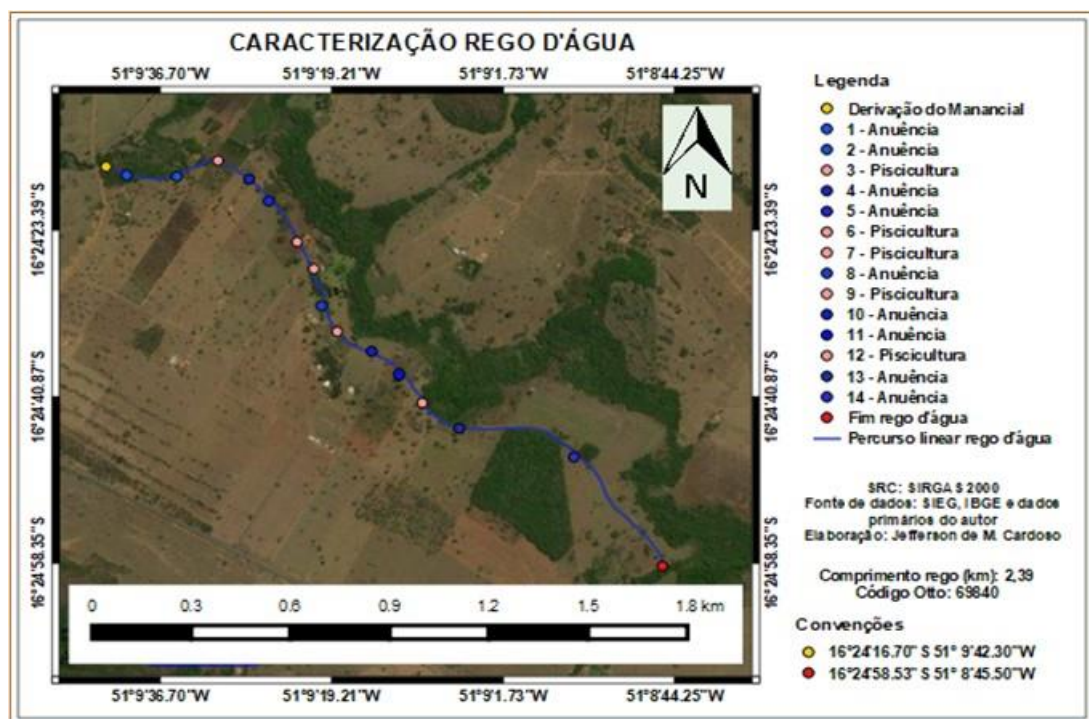 CARACTERIZAÇÃO REGO D'ÁGUA
51°9'36.70"W 51°9'19.21"W 51°9'1.73"W 51°8'44.25"W
Legenda
Derivação do Manancial
1 - Anuência
2 - Anuência
3 - Piscicultura
4 - Anuência
5 - Anuência
6 - Piscicultura
7 - Piscicultura
8 - Anuência
9 - Piscicultura
10 - Anuência
11 - Anuência
12 - Piscicultura
13 - Anuência
14 - Anuência
Fim rego d'água
Percurso linear rego d'água
N
16°24'23.39"S
16°24'40.87"S
16°24'58.35"S
16°24'23.39"S
16°24'40.87"S
16°24'58.35"S
SRC: SIRGAS 2000
Fonte de dados: SIEG, IBGE e dados
primários do autor
Elaboração: Jefferson de M. Cardoso
Comprimento rego (km): 2,39
Código Otto: 69840
0 0.3 0.6 0.9 1.2 1.5 1.8 km
Convenções
16°24'16.70" S 51° 9'42.30"W
16°24'58.53" S 51° 8'45.50"W
51°9'36.70"W 51°9'19.21"W 51°9'1.73"W 51°8'44.25"W